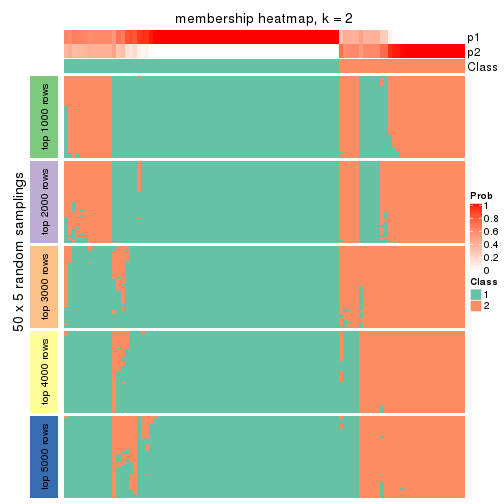 membership heatmap, k = 2
p1
p2
Class
50 x 5 random samplings
top 1000 rows
top 2000 rows
top 3000 rows
top 4000 rows
top 5000 rows
Prob
1
0.8
0.6
0.4
0.2
0
Class
1
2